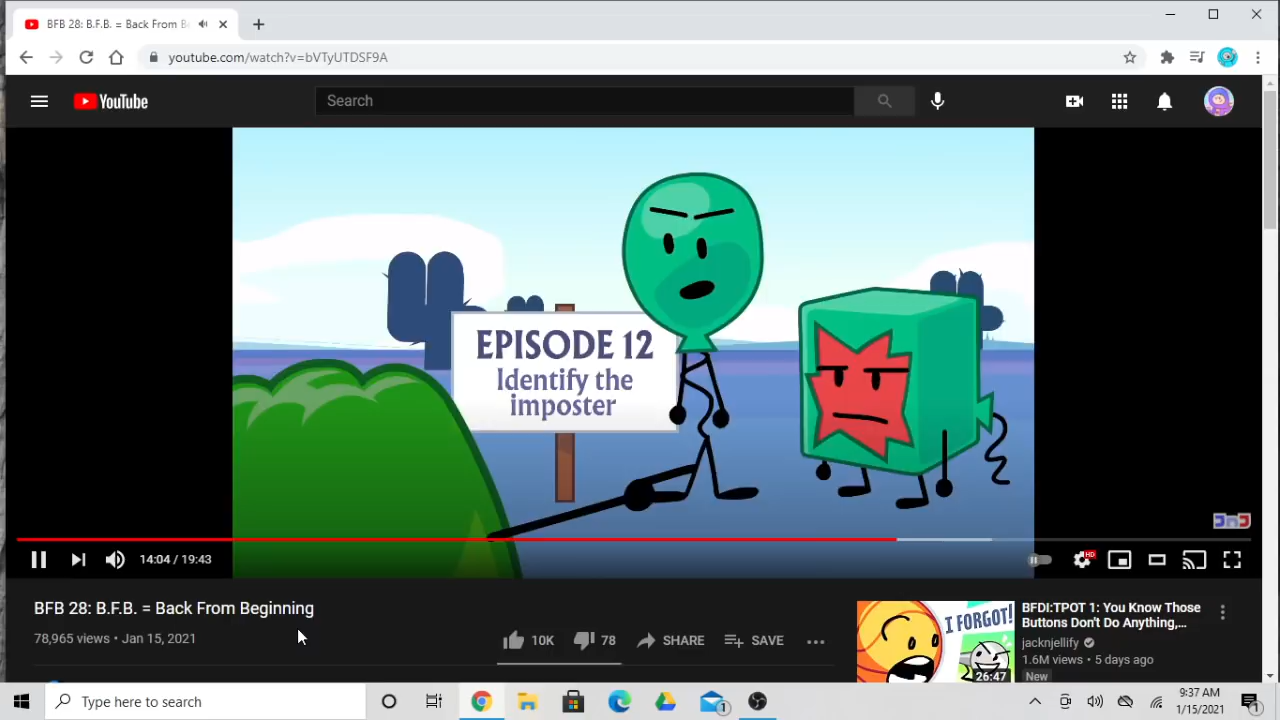 BFB 28: B.F.B. = Back From B
youtube.com/watch?v=bVTyUTDSF9A
YouTube
Search
EPISODE 12
Identify the
imposter
14:04 / 19:43
HD
BFB 28: B.F.B. = Back From Beginning
78,965 views • Jan 15, 2021
10K
78
SHARE
SAVE
I FORGOT!
26:47
BFDI:TPOT 1: You Know Those
Buttons Don't Do Anything,...
jacknjellify
1.6M views • 5 days ago
New
Type here to search
1
9:37 AM
1/15/2021
1